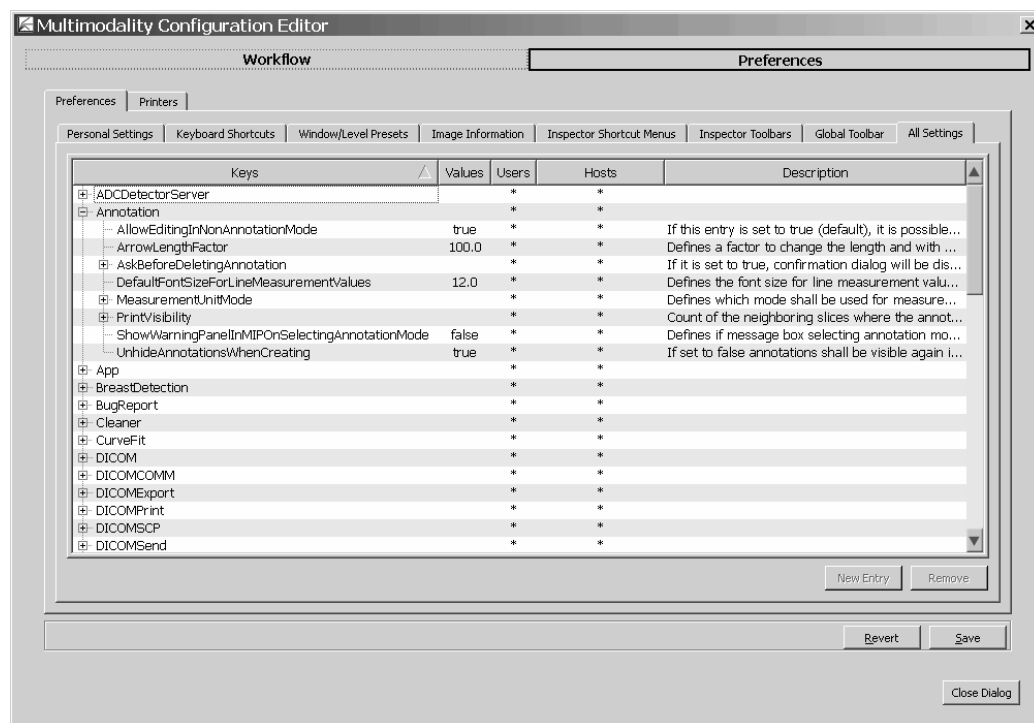 Multimodality Configuration Editor
Workflow Preferences
Preferences Printers
Personal Settings Keyboard Shortcuts Window/Level Presets Image Information Inspector Shortcut Menus Inspector Toolbars Global Toolbar All Settings
Keys Values Users Hosts Description
ADCDetectorServer * *
Annotation * *
AllowEditingInNonAnnotationMode true * * If this entry is set to true (default), it is possible...
ArrowLengthFactor 100.0 * * Defines a factor to change the length and with ...
AskBeforeDeletingAnnotation * * If it is set to true, confirmation dialog will be dis...
DefaultFontSizeForLineMeasurementValues 12.0 * * Defines the font size for line measurement valu...
MeasurementUnitMode * * Defines which mode shall be used for measure...
PrintVisibility * * Count of the neighboring slices where the annot...
ShowWarningPanelInMIPOnSelectingAnnotationMode false * * Defines if message box selecting annotation mo...
UnhideAnnotationsWhenCreating true * * If set to false annotations shall be visible again i...
App * *
BreastDetection * *
BugReport * *
Cleaner * *
CurveFit * *
DICOM * *
DICOMCOMM * *
DICOMExport * *
DICOMPrint * *
DICOMSCP * *
DICOMSend * *
New Entry Remove
Revert Save
Close Dialog